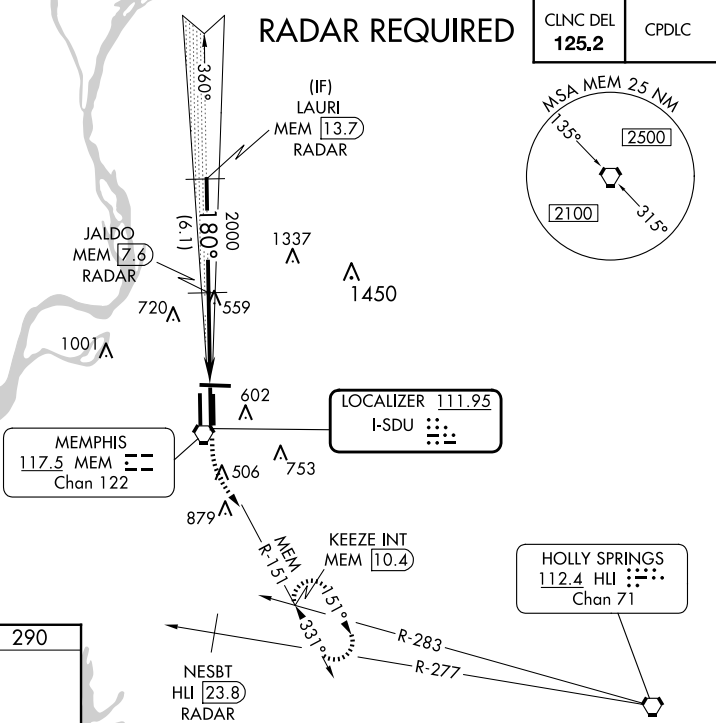 RADAR REQUIRED
CLNC DEL
125.2
CPDLC
MSA MEM 25 NM
135°
2500
2100
315°
360°
(IF)
LAURI
MEM 13.7
RADAR
2000
180°
(6.1)
JALDO
MEM 7.6
RADAR
1337
1450
720
559
1001
602
LOCALIZER 111.95
I-SDU
MEMPHIS
117.5 MEM
Chan 122
506
753
879
MEM
R-151
KEEZE INT
MEM 10.4
151°
331°
HOLLY SPRINGS
112.4 HLI
Chan 71
R-283
R-277
290
NESBT
HLI 23.8
RADAR